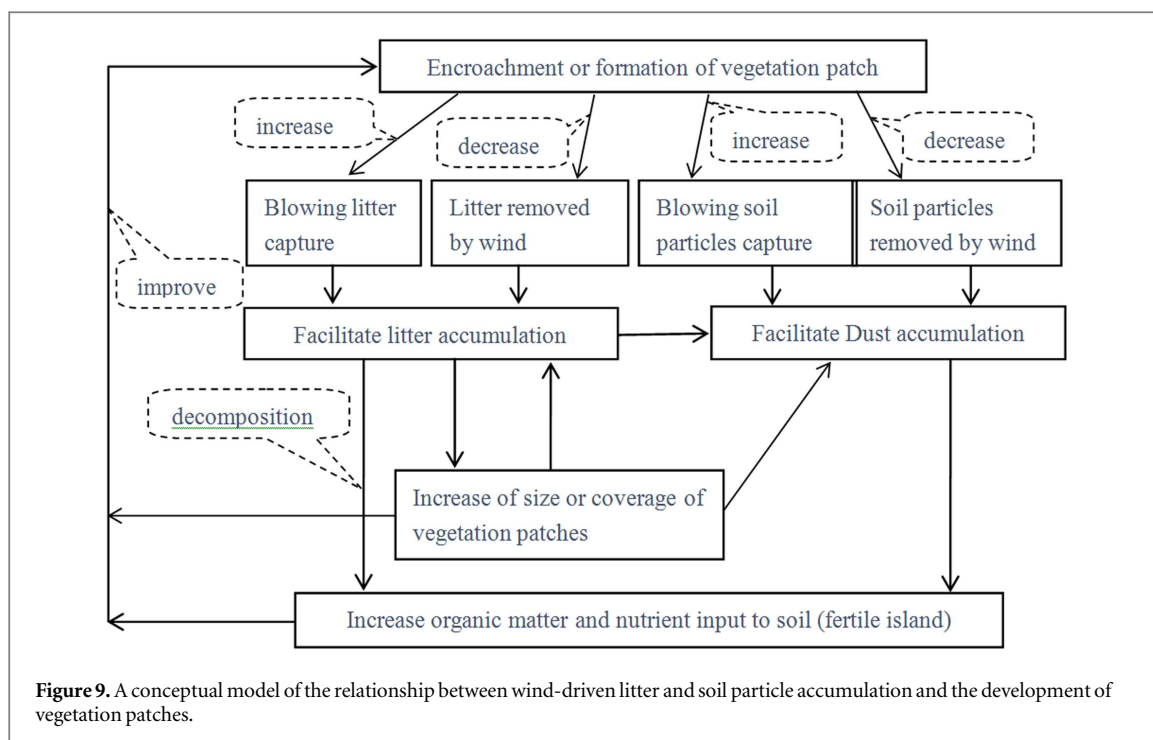 Encroachment or formation of vegetation patch
increase
decrease
increase
decrease
Blowing litter
capture
Litter removed
by wind
Blowing soil
particles capture
Soil particles
removed by wind
improve
Facilitate litter accumulation
Facilitate Dust accumulation
decomposition
Increase of size or coverage of
vegetation patches
Increase organic matter and nutrient input to soil (fertile island)
Figure 9. A conceptual model of the relationship between wind-driven litter and soil particle accumulation and the development of
vegetation patches.